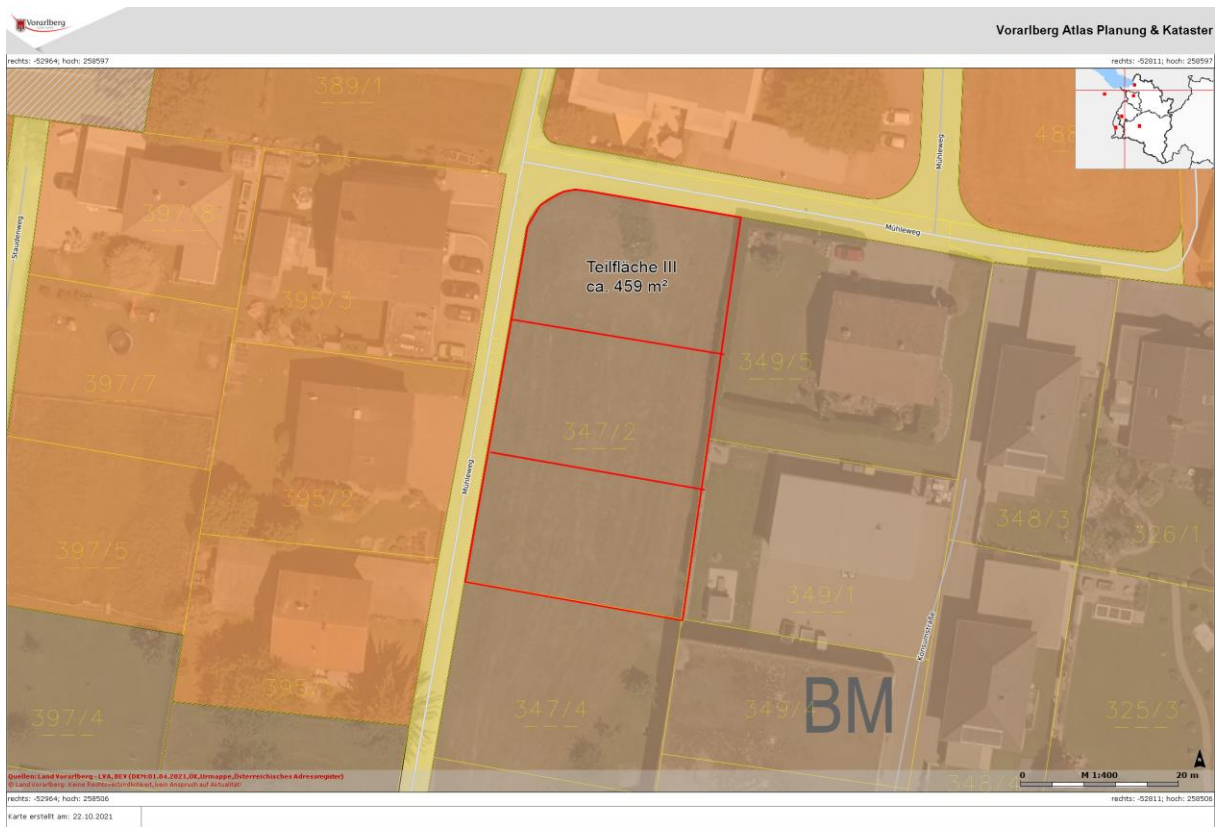 Vorarlberg
Vorarlberg Atlas Planung & Kataster
rechts: -52964; hoch: 258597
rechts: -52811; hoch: 258597
389/1
488
Mühleweg
397/8
Staudenweg
Mühleweg
Teilfläche III
ca. 459 m²
395/3
349/5
397/7
347/2
Mühleweg
395/2
348/3
326/1
397/5
349/1
Konsumstraße
397/4
347/4
349/4
BM
325/3
348/4
Quellen: Land Vorarlberg - LVA, BEV (DKM:01.04.2021, ÖK, Urmappe, Österreichisches Adressregister)
© Land Vorarlberg: Keine Rechtsverbindlichkeit, kein Anspruch auf Aktualität!
0 M 1:400 20 m
rechts: -52964; hoch: 258506
rechts: -52811; hoch: 258506
Karte erstellt am: 22.10.2021